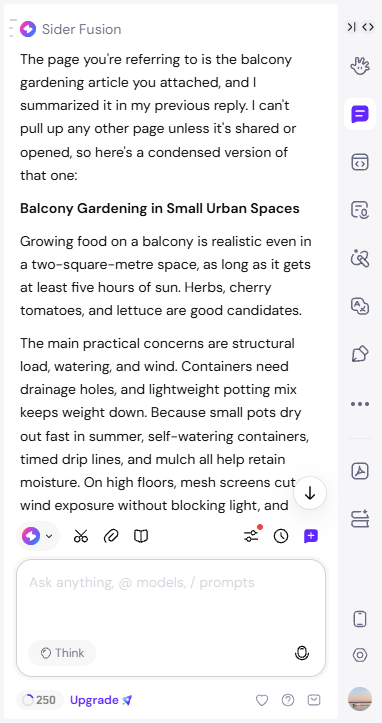 Sider Fusion
The page you're referring to is the balcony
gardening article you attached, and I
summarized it in my previous reply. I can't
pull up any other page unless it's shared or
opened, so here's a condensed version of
that one:
Balcony Gardening in Small Urban Spaces
Growing food on a balcony is realistic even in
a two-square-metre space, as long as it gets
at least five hours of sun. Herbs, cherry
tomatoes, and lettuce are good candidates.
The main practical concerns are structural
load, watering, and wind. Containers need
drainage holes, and lightweight potting mix
keeps weight down. Because small pots dry
out fast in summer, self-watering containers,
timed drip lines, and mulch all help retain
moisture. On high floors, mesh screens cut
wind exposure without blocking light, and
Ask anything, @ models, / prompts
Think
250 Upgrade